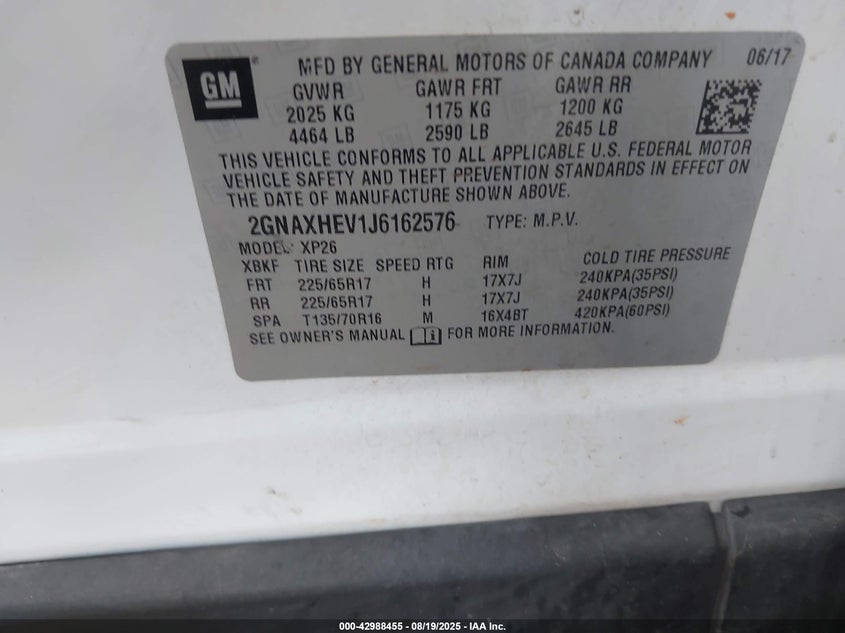 GM
MFD BY GENERAL MOTORS OF CANADA COMPANY 06/17
GVWR GAWR FRT GAWR RR
2025 KG 1175 KG 1200 KG
4464 LB 2590 LB 2645 LB
THIS VEHICLE CONFORMS TO ALL APPLICABLE U.S. FEDERAL MOTOR
VEHICLE SAFETY AND THEFT PREVENTION STANDARDS IN EFFECT ON
THE DATE OF MANUFACTURE SHOWN ABOVE.
2GNAXHEV1J6162576 TYPE: M.P.V.
MODEL: XP26
XBKF TIRE SIZE SPEED RTG RIM COLD TIRE PRESSURE
FRT 225/65R17 H 17X7J 240KPA(35PSI)
RR 225/65R17 H 17X7J 240KPA(35PSI)
SPA T135/70R16 M 16X4BT 420KPA(60PSI)
SEE OWNER'S MANUAL FOR MORE INFORMATION.
000-42988455 - 08/19/2025 - IAA Inc.